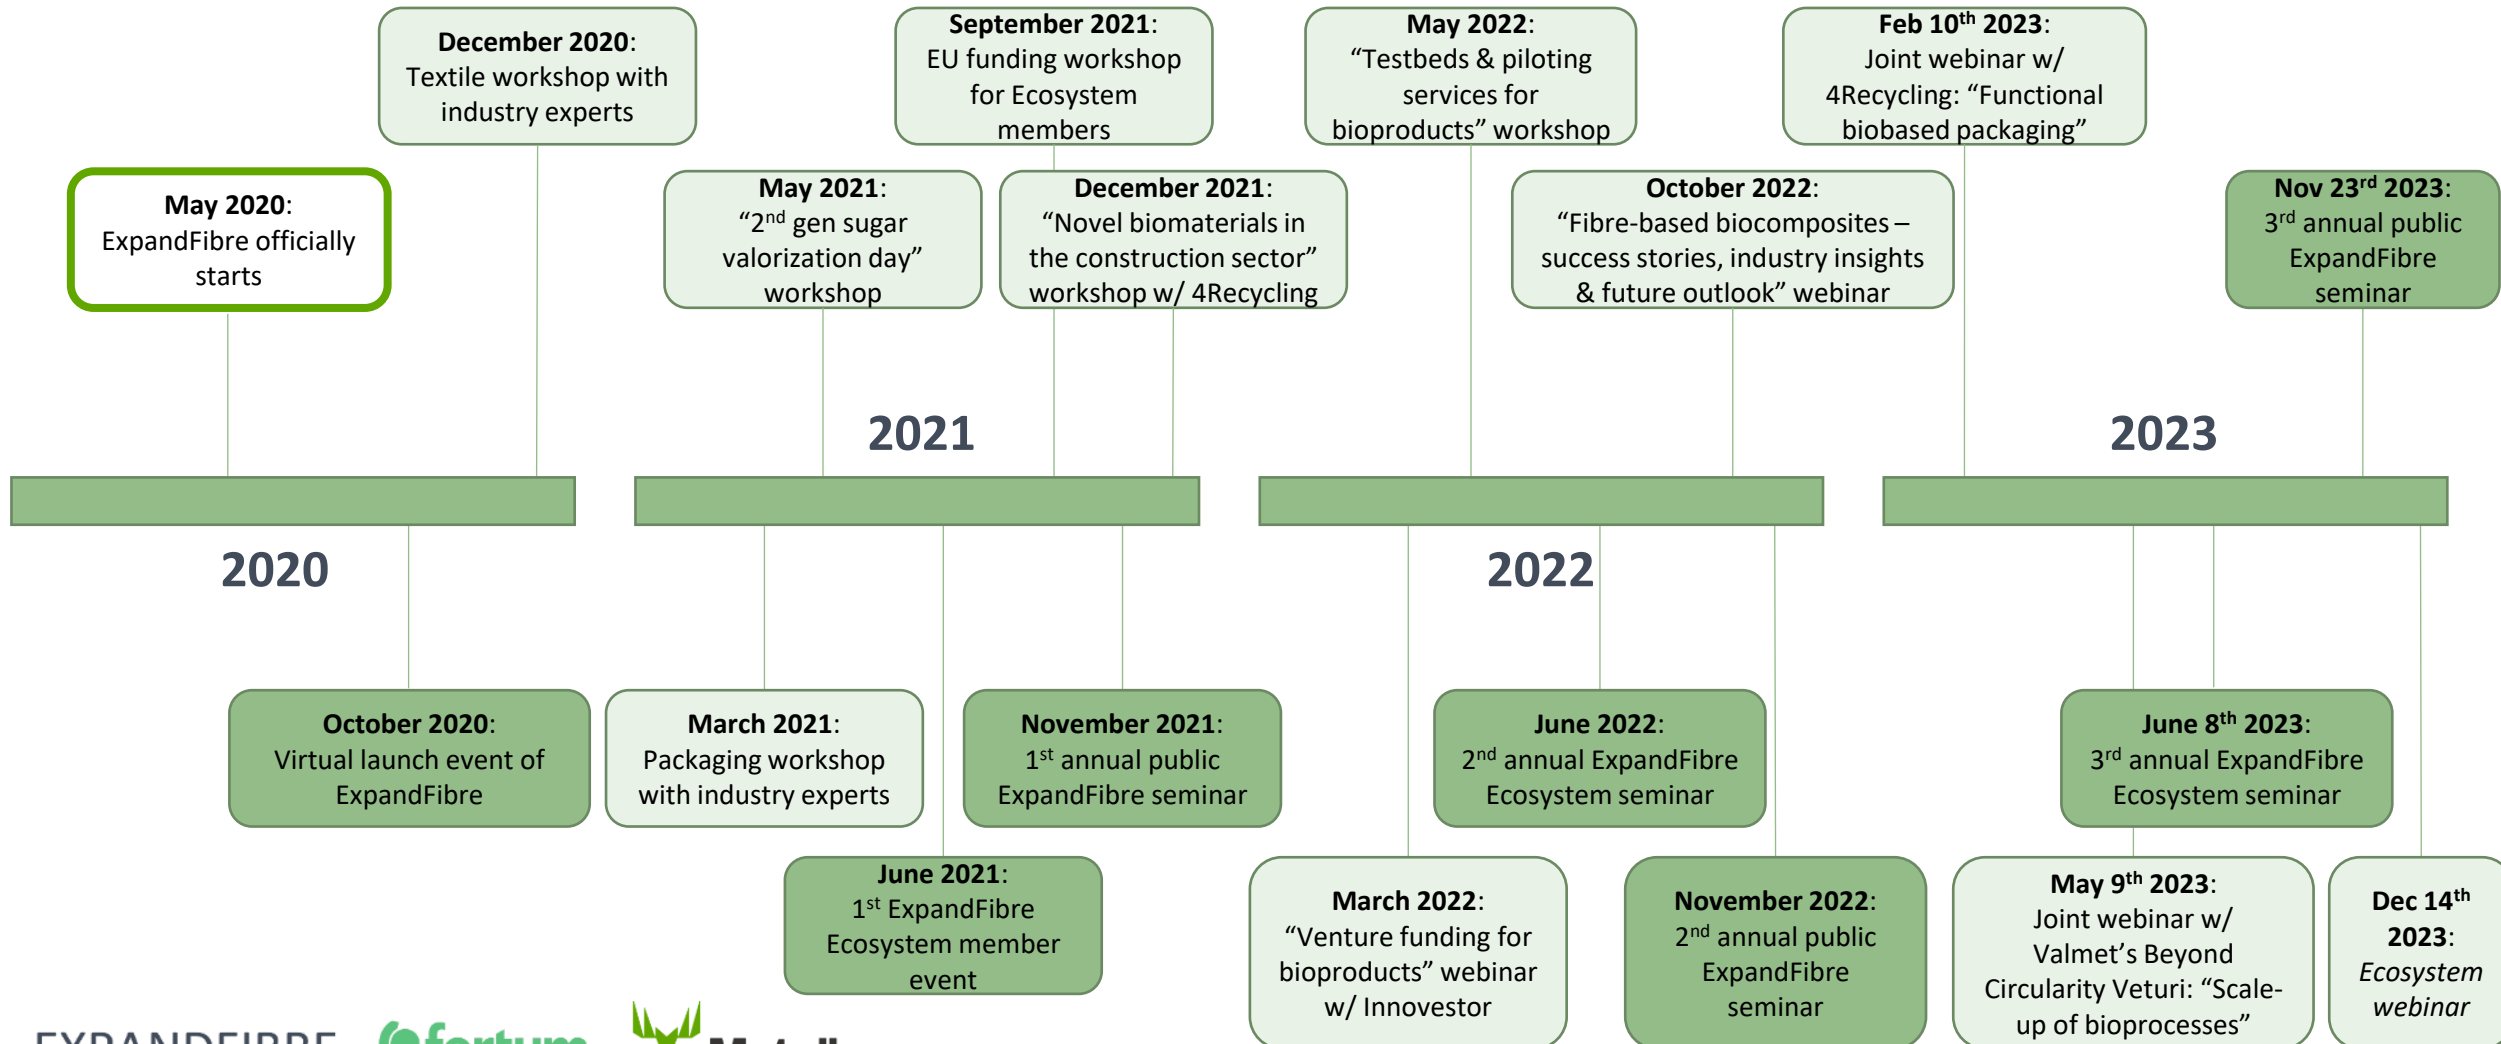 December 2020:
Textile workshop with
industry experts
September 2021:
EU funding workshop
for Ecosystem
members
May 2022:
“Testbeds & piloting
services for
bioproducts” workshop
Feb 10th 2023:
Joint webinar w/
4Recycling: “Functional
biobased packaging”
May 2020:
ExpandFibre officially
starts
May 2021:
“2nd gen sugar
valorization day”
workshop
December 2021:
“Novel biomaterials in
the construction sector”
workshop w/ 4Recycling
October 2022:
“Fibre-based biocomposites –
success stories, industry insights
& future outlook” webinar
Nov 23rd 2023:
3rd annual public
ExpandFibre
seminar
2021
2023
2020
2022
October 2020:
Virtual launch event of
ExpandFibre
March 2021:
Packaging workshop
with industry experts
November 2021:
1st annual public
ExpandFibre seminar
June 2022:
2nd annual ExpandFibre
Ecosystem seminar
June 8th 2023:
3rd annual ExpandFibre
Ecosystem seminar
June 2021:
1st ExpandFibre
Ecosystem member
event
March 2022:
“Venture funding for
bioproducts” webinar
w/ Innovestor
November 2022:
2nd annual public
ExpandFibre
seminar
May 9th 2023:
Joint webinar w/
Valmet’s Beyond
Circularity Veturi: “Scale-
up of bioprocesses”
Dec 14th
2023:
Ecosystem
webinar
EXPANDFIBRE
fortum